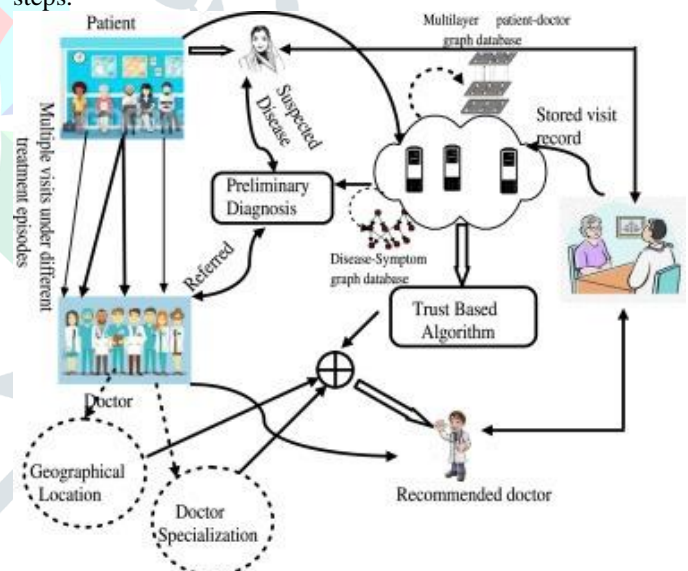 steps.
Patient
Multilayer patient-doctor
graph database
Stored visit
record
Suspected
Disease
Multiple visits under different
treatment episodes
Preliminary
Diagnosis
Disease-Symptom
graph database
Referred
Trust Based
Algorithm
Doctor
Geographical
Location
Doctor
Specialization
Recommended doctor